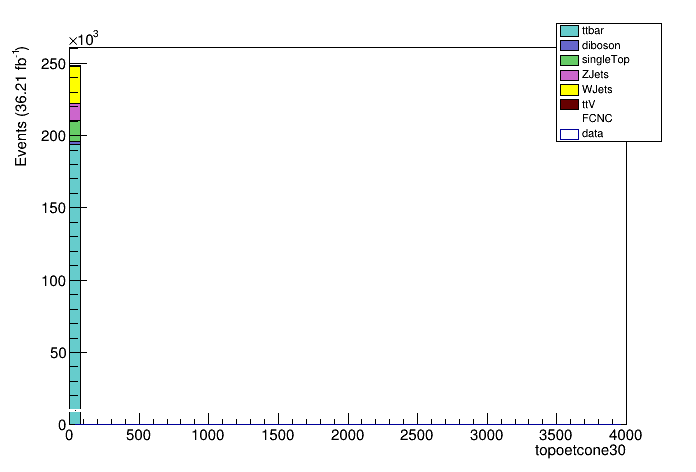 ×10³
Events (36.21 fb⁻¹)
250
200
150
100
50
0
0 500 1000 1500 2000 2500 3000 3500 4000
topoetcone30
ttbar
diboson
singleTop
ZJets
WJets
ttV
FCNC
data